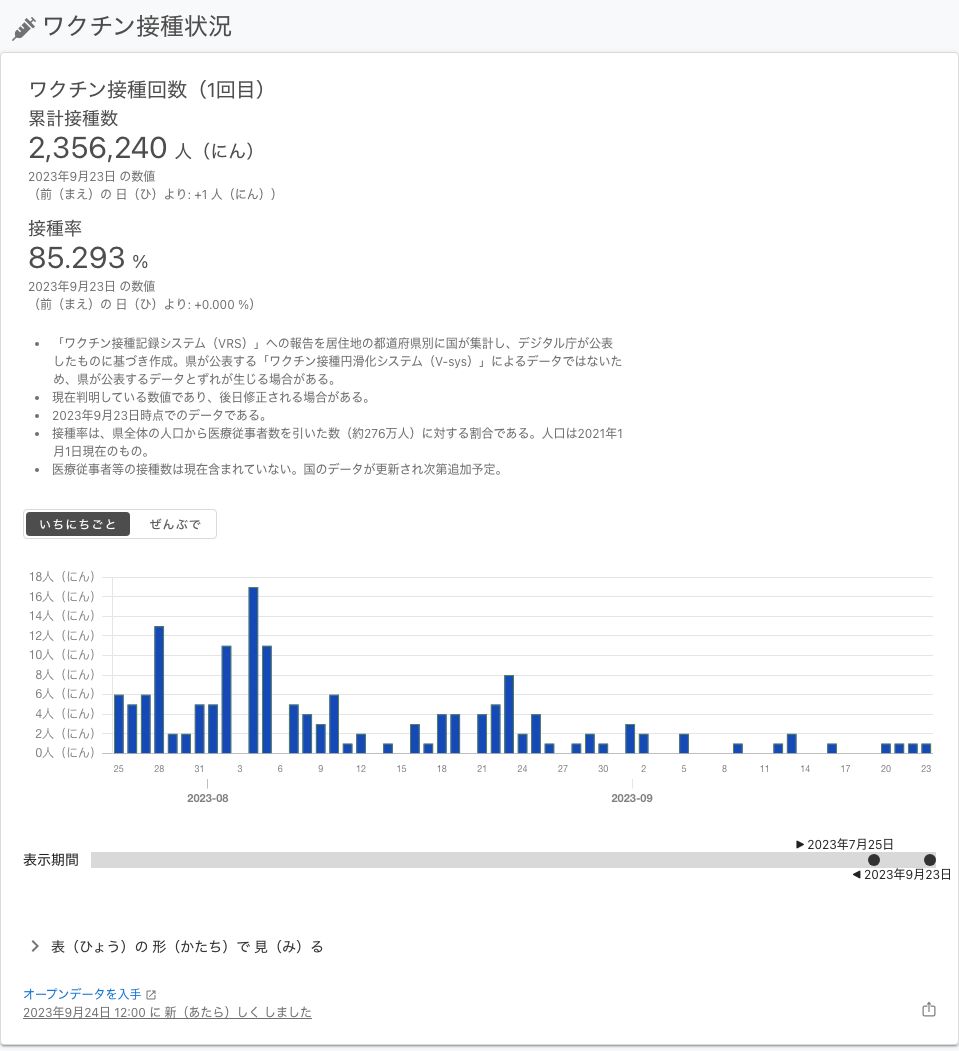 ワクチン接種状況
ワクチン接種回数（1回目）
累計接種数
2,356,240 人（にん）
2023年9月23日 の数値
（前（まえ）の 日（ひ）より: +1 人（にん））
接種率
85.293 %
2023年9月23日 の数値
（前（まえ）の 日（ひ）より: +0.000 %）
• 「ワクチン接種記録システム（VRS）」への報告を居住地の都道府県別に国が集計し、デジタル庁が公表
したものに基づき作成。県が公表する「ワクチン接種円滑化システム（V-sys）」によるデータではないた
め、県が公表するデータとずれが生じる場合がある。
• 現在判明している数値であり、後日修正される場合がある。
• 2023年9月23日時点でのデータである。
• 接種率は、県全体の人口から医療従事者数を引いた数（約276万人）に対する割合である。人口は2021年1
月1日現在のもの。
• 医療従事者等の接種数は現在含まれていない。国のデータが更新され次第追加予定。
いちにちごと ぜんぶで
18人（にん）
16人（にん）
14人（にん）
12人（にん）
10人（にん）
8人（にん）
6人（にん）
4人（にん）
2人（にん）
0人（にん）
25 28 31 3 6 9 12 15 18 21 24 27 30 2 5 8 11 14 17 20 23
2023-08 2023-09
2023年7月25日
表示期間
2023年9月23日
表（ひょう）の 形（かたち）で 見（み）る
オープンデータを入手
2023年9月24日 12:00 に 新（あたら）しく しました